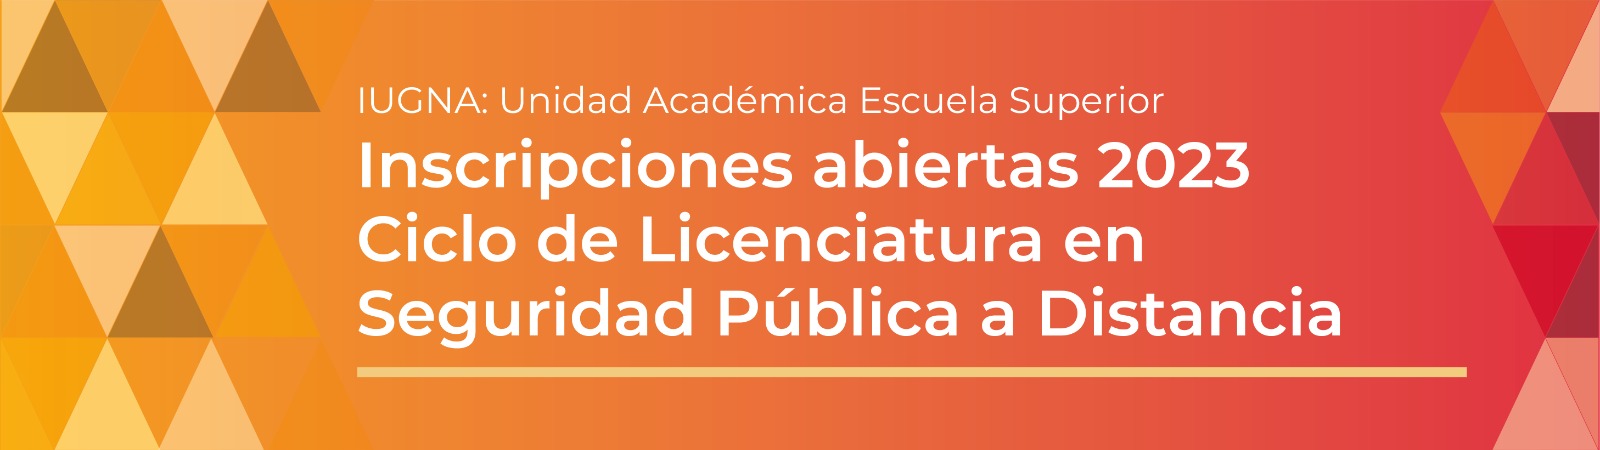 IUGNA: Unidad Académica Escuela Superior
Inscripciones abiertas 2023
Ciclo de Licenciatura en
Seguridad Pública a Distancia